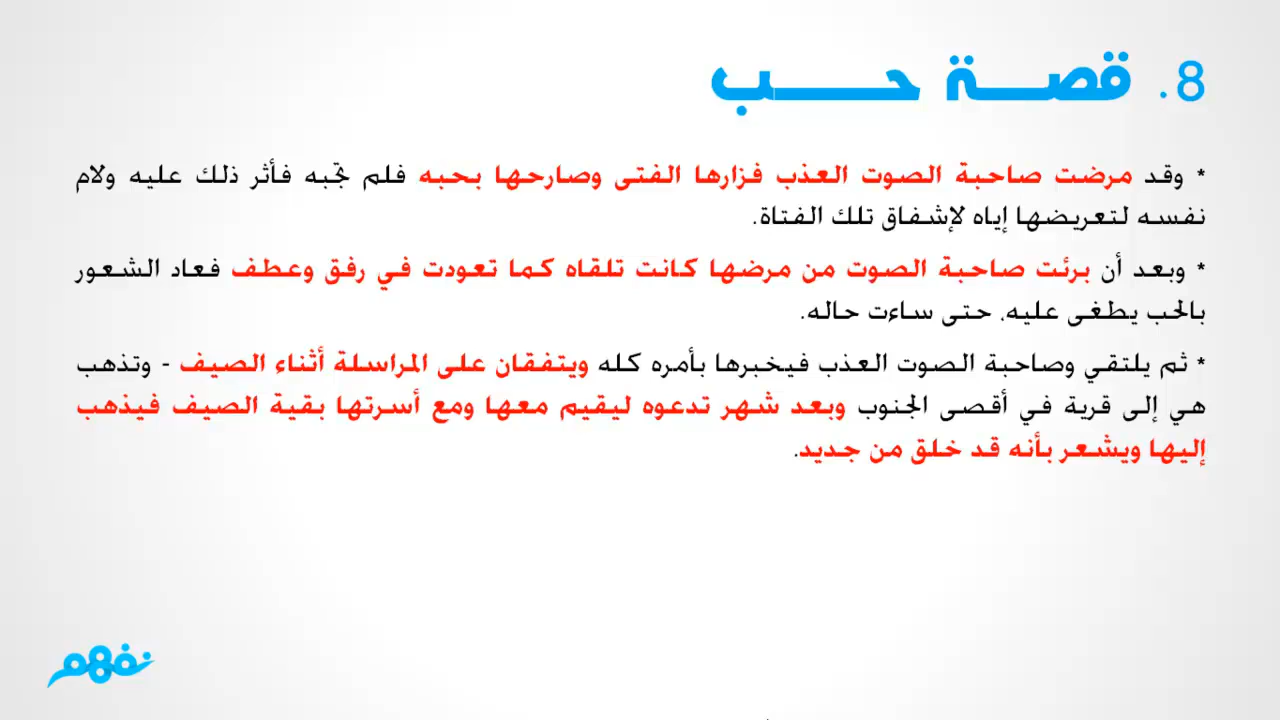 8. قصة حب
* وقد مرضت صاحبة الصوت العذب فزارها الفتى وصارحها بحبه فلم تجبه فأثر ذلك عليه ولام
نفسه لتعريضها إياه لإشفاق تلك الفتاة.
* وبعد أن برئت صاحبة الصوت من مرضها كانت تلقاه كما تعودت في رفق وعطف فعاد الشعور
بالحب يطغى عليه، حتى ساءت حاله.
* ثم يلتقي وصاحبة الصوت العذب فيخبرها بأمره كله ويتفقان على المراسلة أثناء الصيف - وتذهب
هي إلى قرية في أقصى الجنوب وبعد شهر تدعوه ليقيم معها ومع أسرتها بقية الصيف فيذهب
إليها ويشعر بأنه قد خلق من جديد.
نفهم